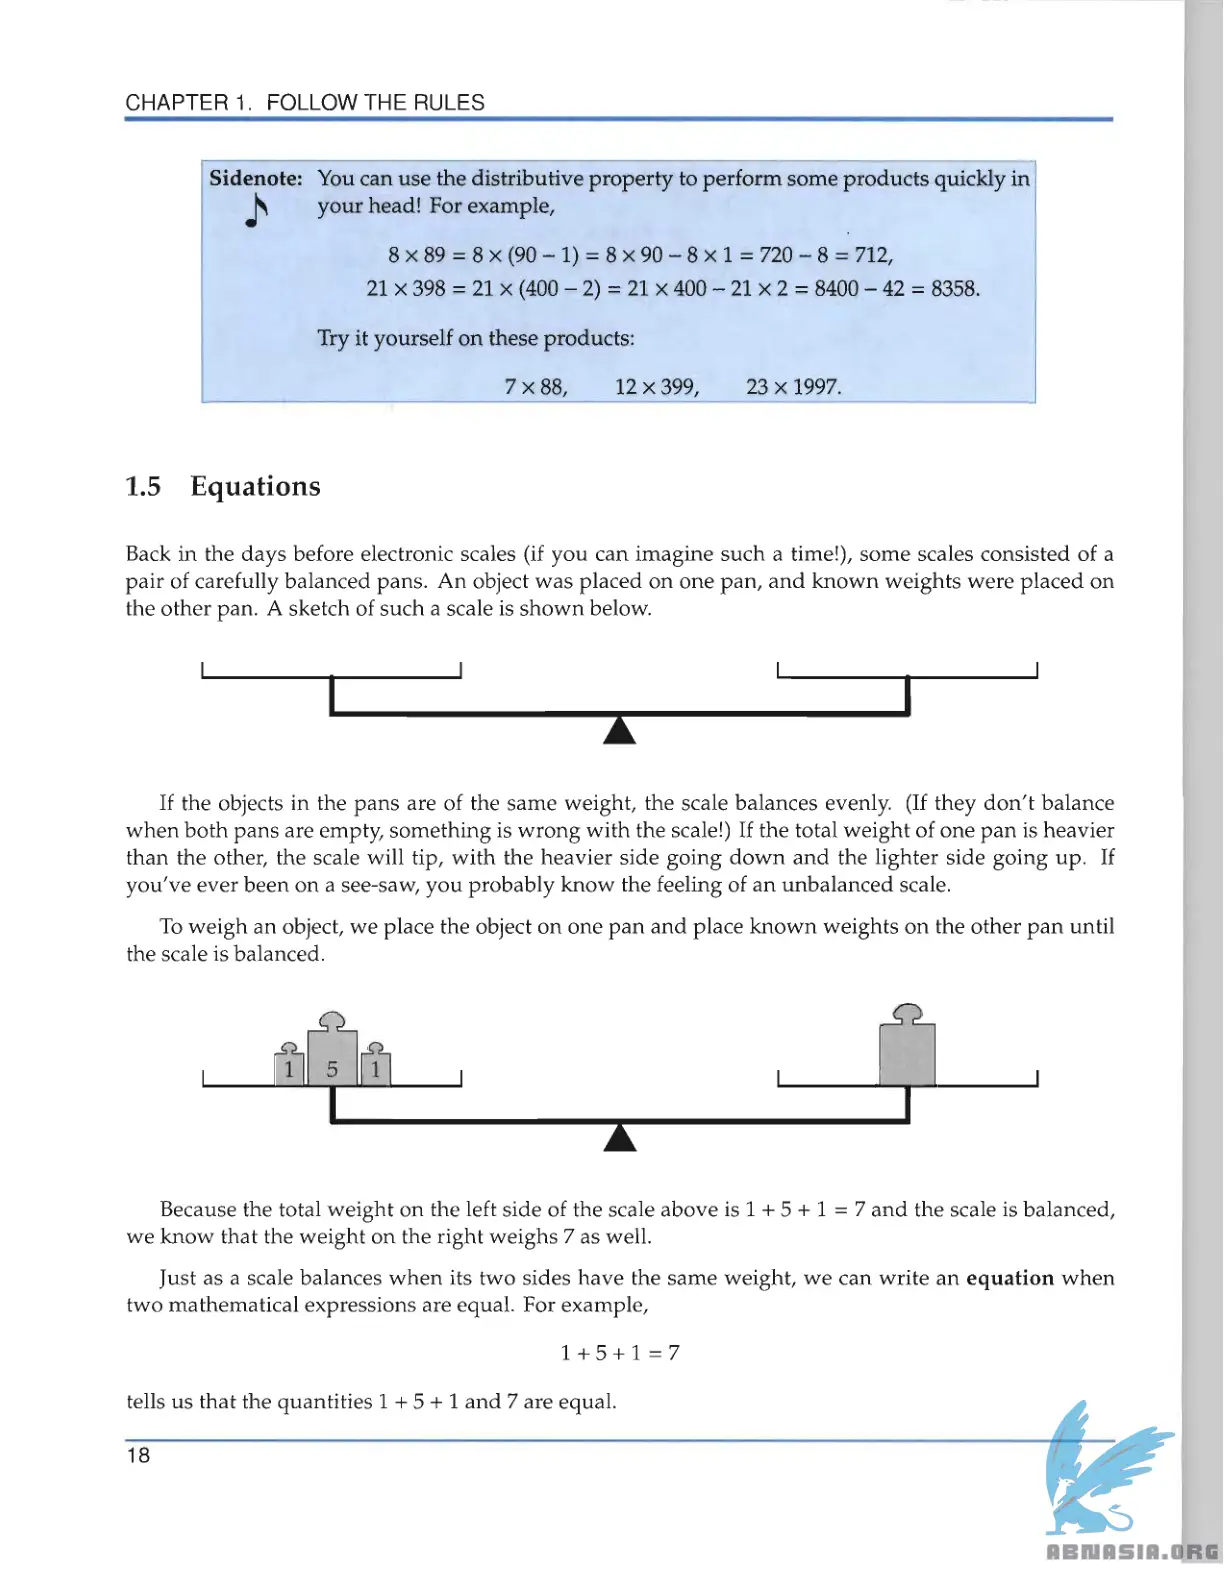 CHAPTER 1. FOLLOW THE RULES
Sidenote: You can use the distributive property to perform some products quickly in
your head! For example,
8 × 89 = 8 × (90 − 1) = 8 × 90 − 8 × 1 = 720 − 8 = 712,
21 × 398 = 21 × (400 − 2) = 21 × 400 − 21 × 2 = 8400 − 42 = 8358.
Try it yourself on these products:
7 × 88, 12 × 399, 23 × 1997.
1.5 Equations
Back in the days before electronic scales (if you can imagine such a time!), some scales consisted of a
pair of carefully balanced pans. An object was placed on one pan, and known weights were placed on
the other pan. A sketch of such a scale is shown below.
If the objects in the pans are of the same weight, the scale balances evenly. (If they don't balance
when both pans are empty, something is wrong with the scale!) If the total weight of one pan is heavier
than the other, the scale will tip, with the heavier side going down and the lighter side going up. If
you've ever been on a see-saw, you probably know the feeling of an unbalanced scale.
To weigh an object, we place the object on one pan and place known weights on the other pan until
the scale is balanced.
1 5 1
Because the total weight on the left side of the scale above is 1 + 5 + 1 = 7 and the scale is balanced,
we know that the weight on the right weighs 7 as well.
Just as a scale balances when its two sides have the same weight, we can write an equation when
two mathematical expressions are equal. For example,
1 + 5 + 1 = 7
tells us that the quantities 1 + 5 + 1 and 7 are equal.
18
ABNASIA.ORG